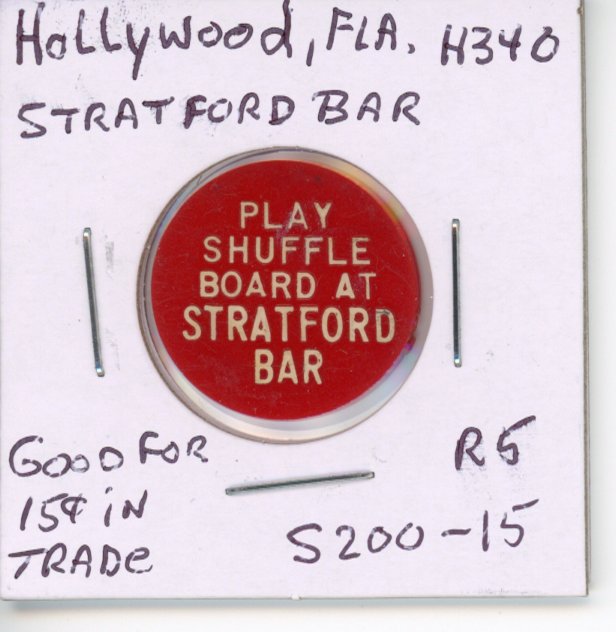 Hollywood, FLA. H340
STRATFORD BAR
PLAY
SHUFFLE
BOARD AT
STRATFORD
BAR
GOOD FOR
15¢ iN
TRADe
R5
S200-15